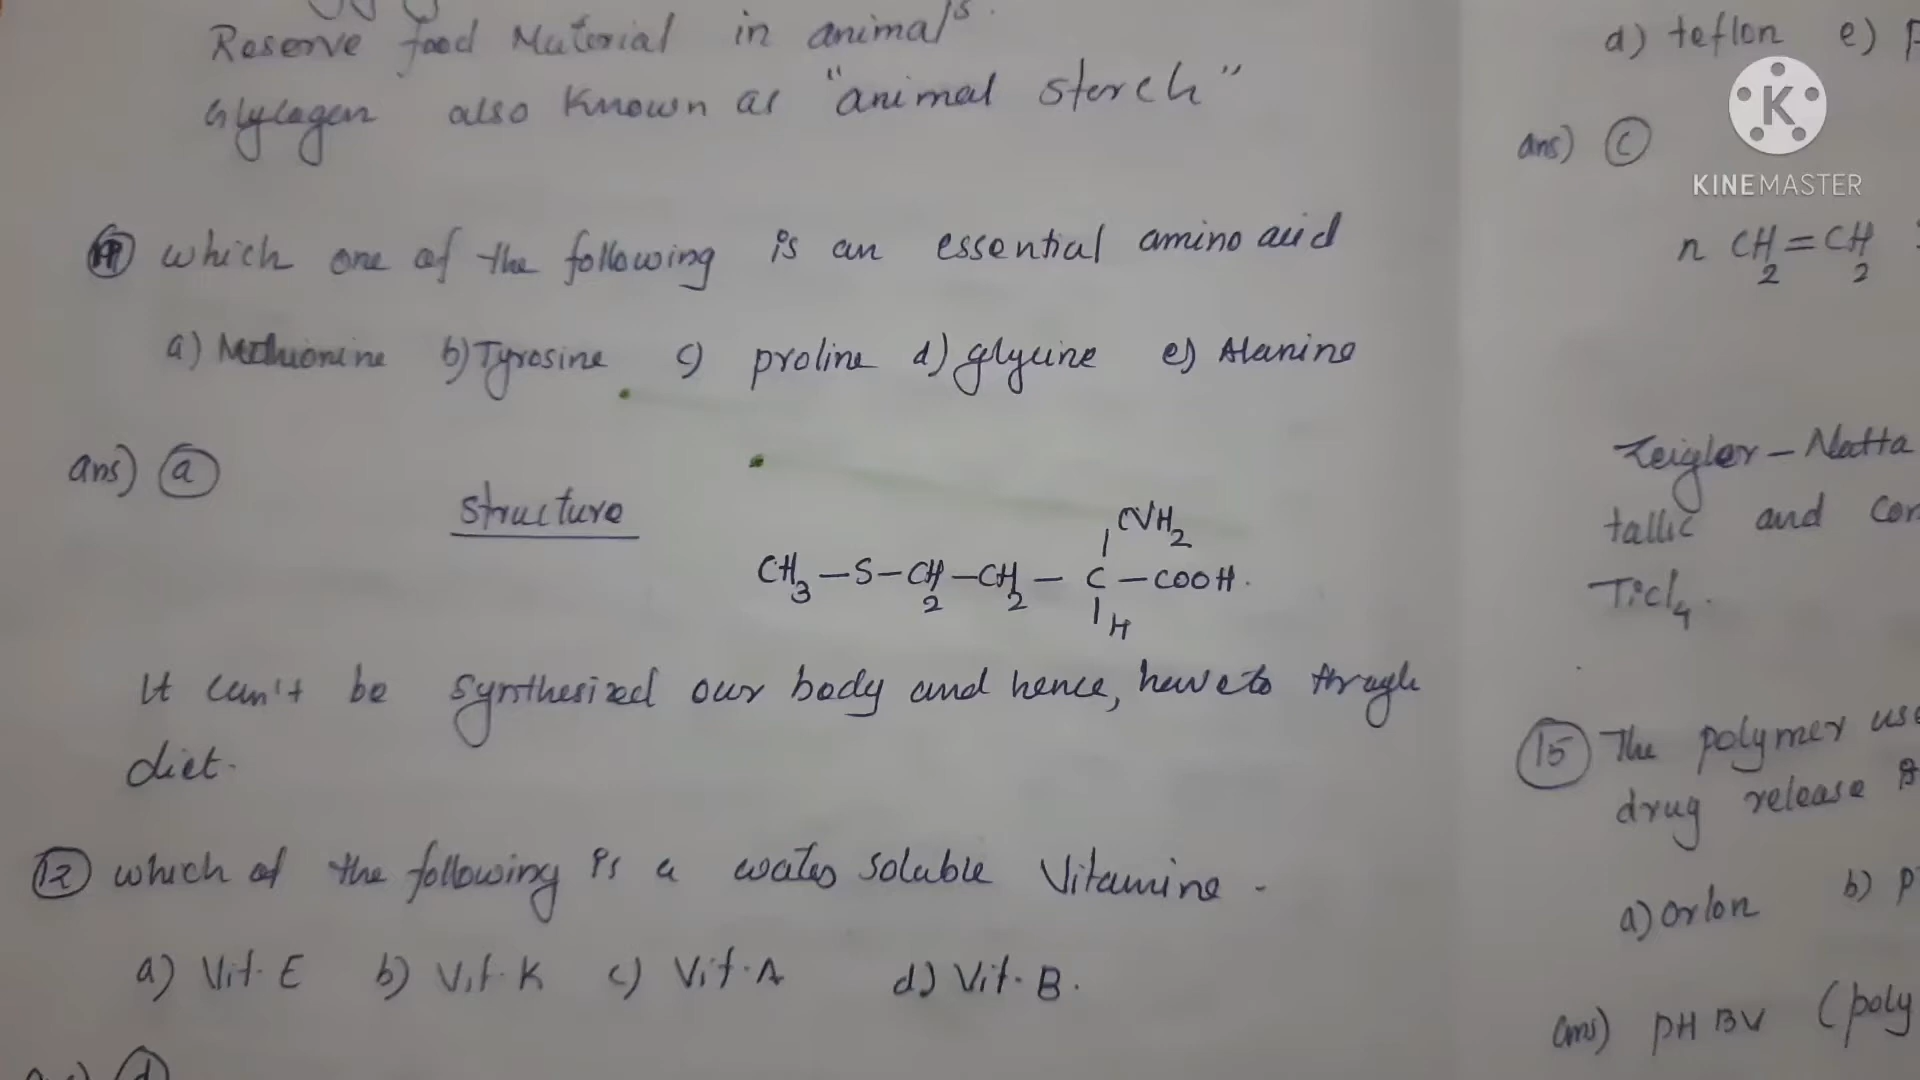 Reserve food Material in animals.
Glylogen also Known as "animal sterch"
11 which one of the following is an essential amino acid
a) Methionine b) Tyrosine c) proline d) glycine e) Alanine
ans) a
structure
NH2
CH3-S-CH2-CH2-C-COOH.
H
It can't be synthesized our body and hence, have to
diet.
12 which of the following is a water soluble Vitamine -
a) Vit. E b) Vit. K c) Vit. A d) Vit. B.
d
d) teflon e)
ans) c
n CH2=CH2
Zeigler-Natta
tallic and
Ticl4.
15 The polymer
drug release
a) orlon b) P
ans) PHBV (poly
KINEMASTER